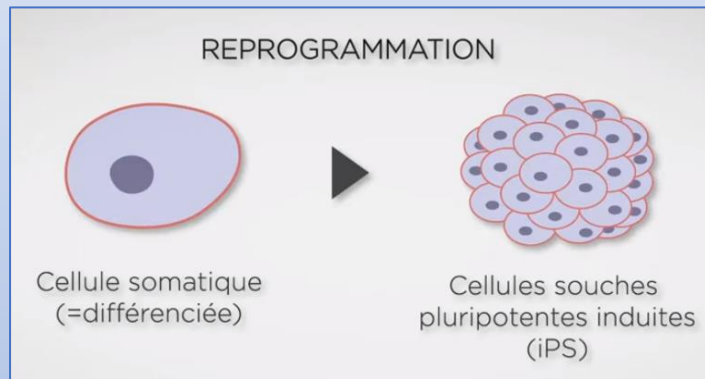 REPROGRAMMATION
Cellule somatique
(=différenciée)
Cellules souches
pluripotentes induites
(iPS)